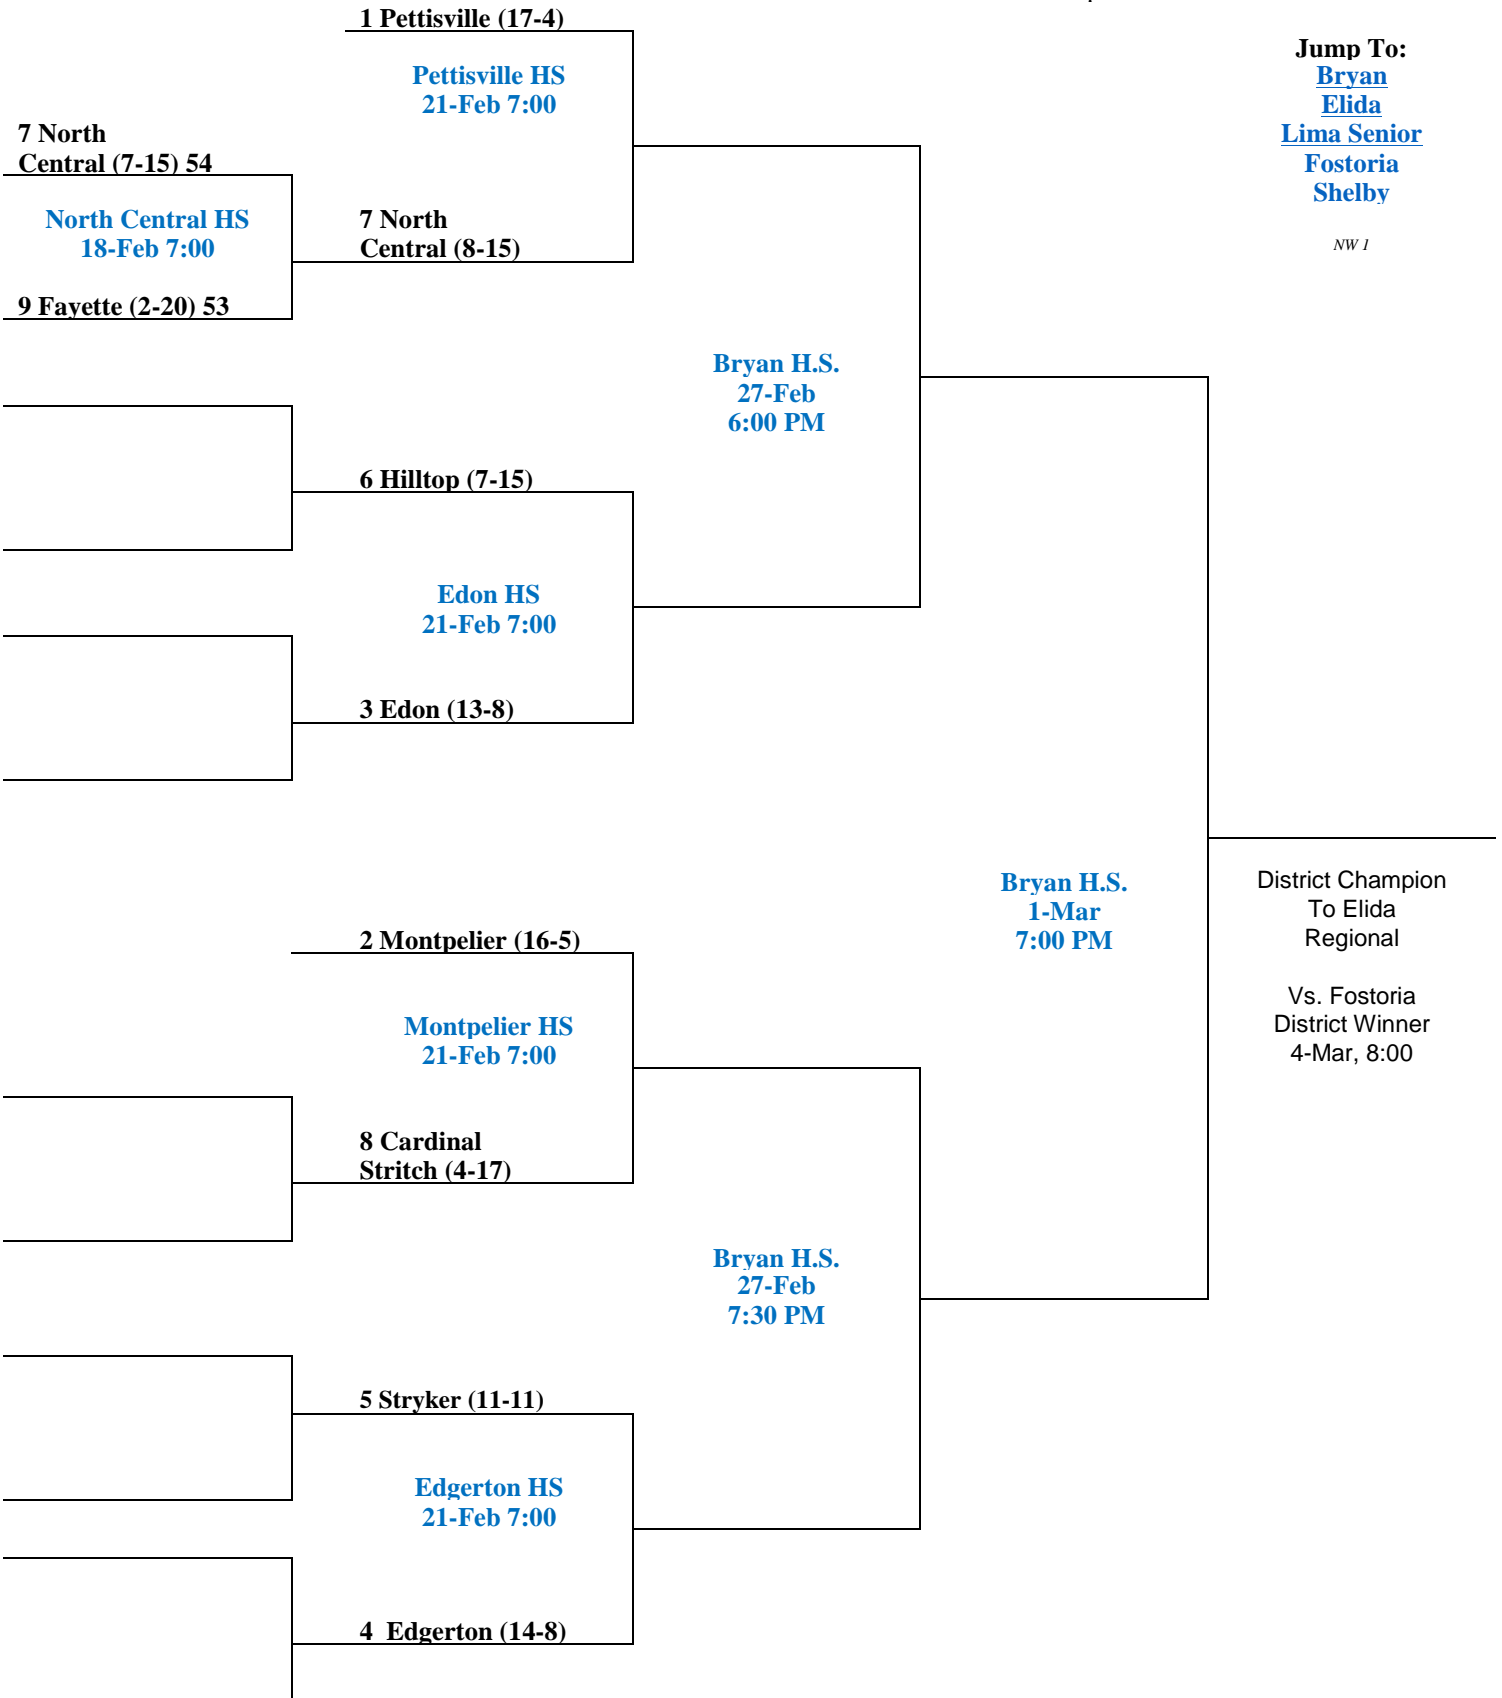 1 Pettisville (17-4)
Pettisville HS
21-Feb 7:00
Jump To:
Bryan
Elida
Lima Senior
Fostoria
Shelby
NW 1
7 North
Central (7-15) 54
North Central HS
18-Feb 7:00
9 Fayette (2-20) 53
7 North
Central (8-15)
Bryan H.S.
27-Feb
6:00 PM
6 Hilltop (7-15)
Edon HS
21-Feb 7:00
3 Edon (13-8)
Bryan H.S.
1-Mar
7:00 PM
District Champion
To Elida
Regional
Vs. Fostoria
District Winner
4-Mar, 8:00
2 Montpelier (16-5)
Montpelier HS
21-Feb 7:00
8 Cardinal
Stritch (4-17)
Bryan H.S.
27-Feb
7:30 PM
5 Stryker (11-11)
Edgerton HS
21-Feb 7:00
4  Edgerton (14-8)